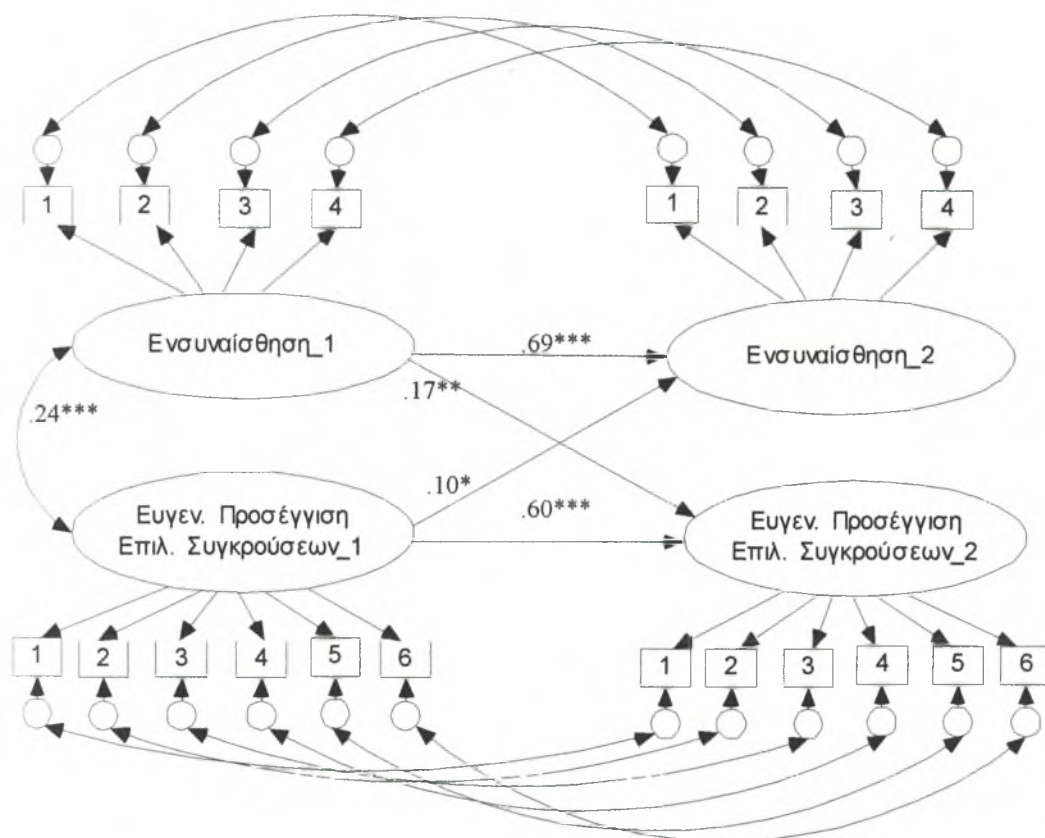 1 2 3 4 1 2 3 4
Ενσυναίσθηση_1
Ενσυναίσθηση_2
.69***
.17**
.24***
.10*
.60***
Ευγεν. Προσέγγιση
Επιλ. Συγκρούσεων_1
Ευγεν. Προσέγγιση
Επιλ. Συγκρούσεων_2
1 2 3 4 5 6 1 2 3 4 5 6